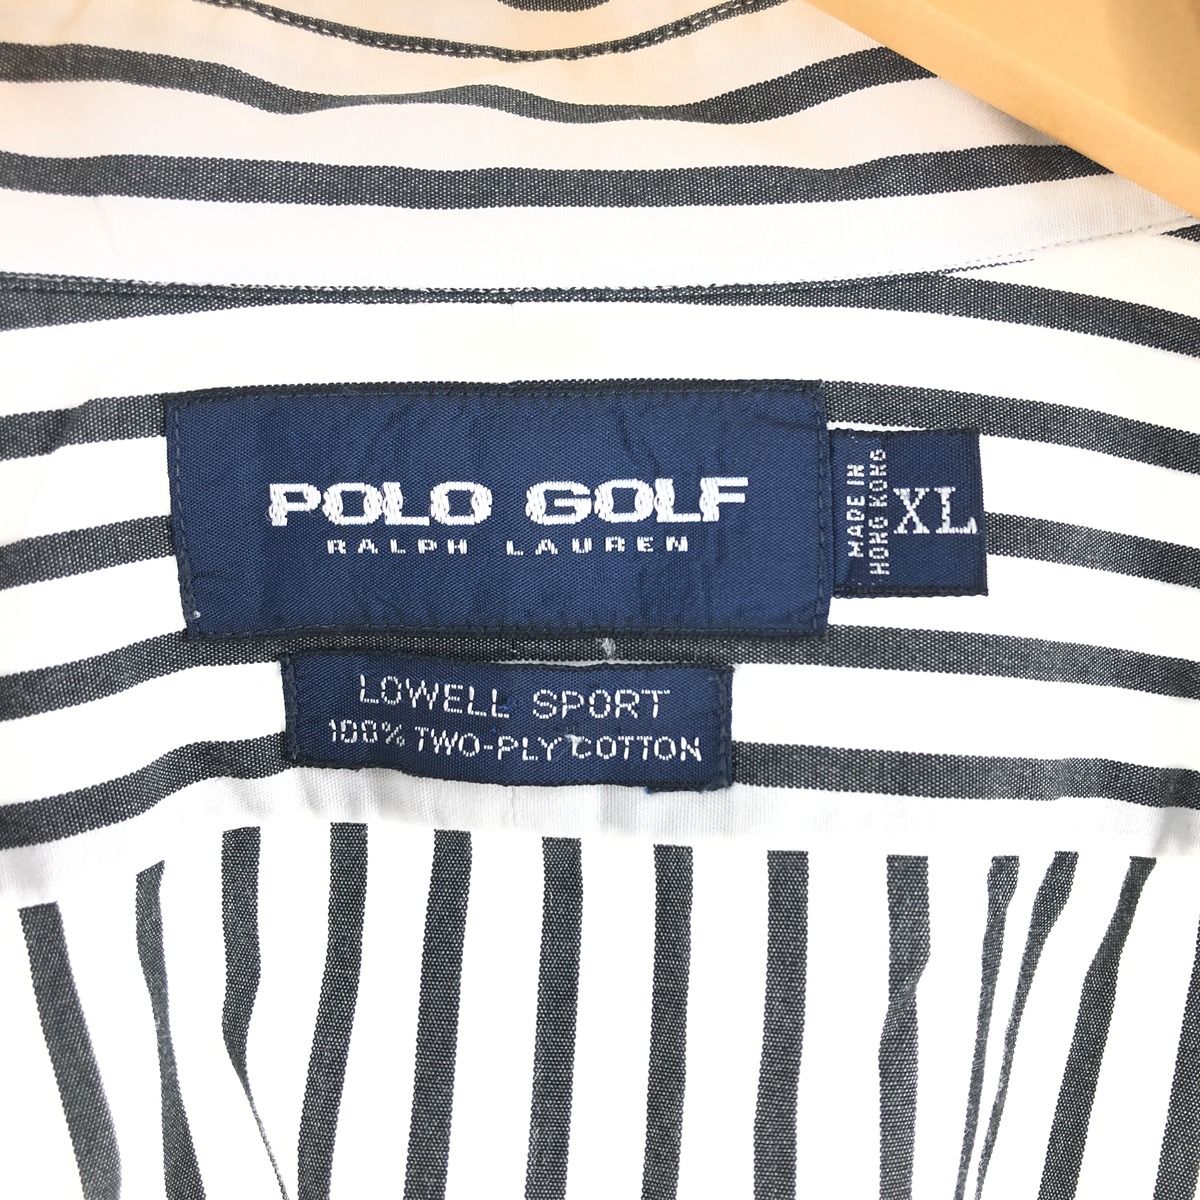 POLO GOLF
RALPH LAUREN
MADE IN
HONG KONG
XL
LOWELL SPORT
100% TWO-PLY COTTON